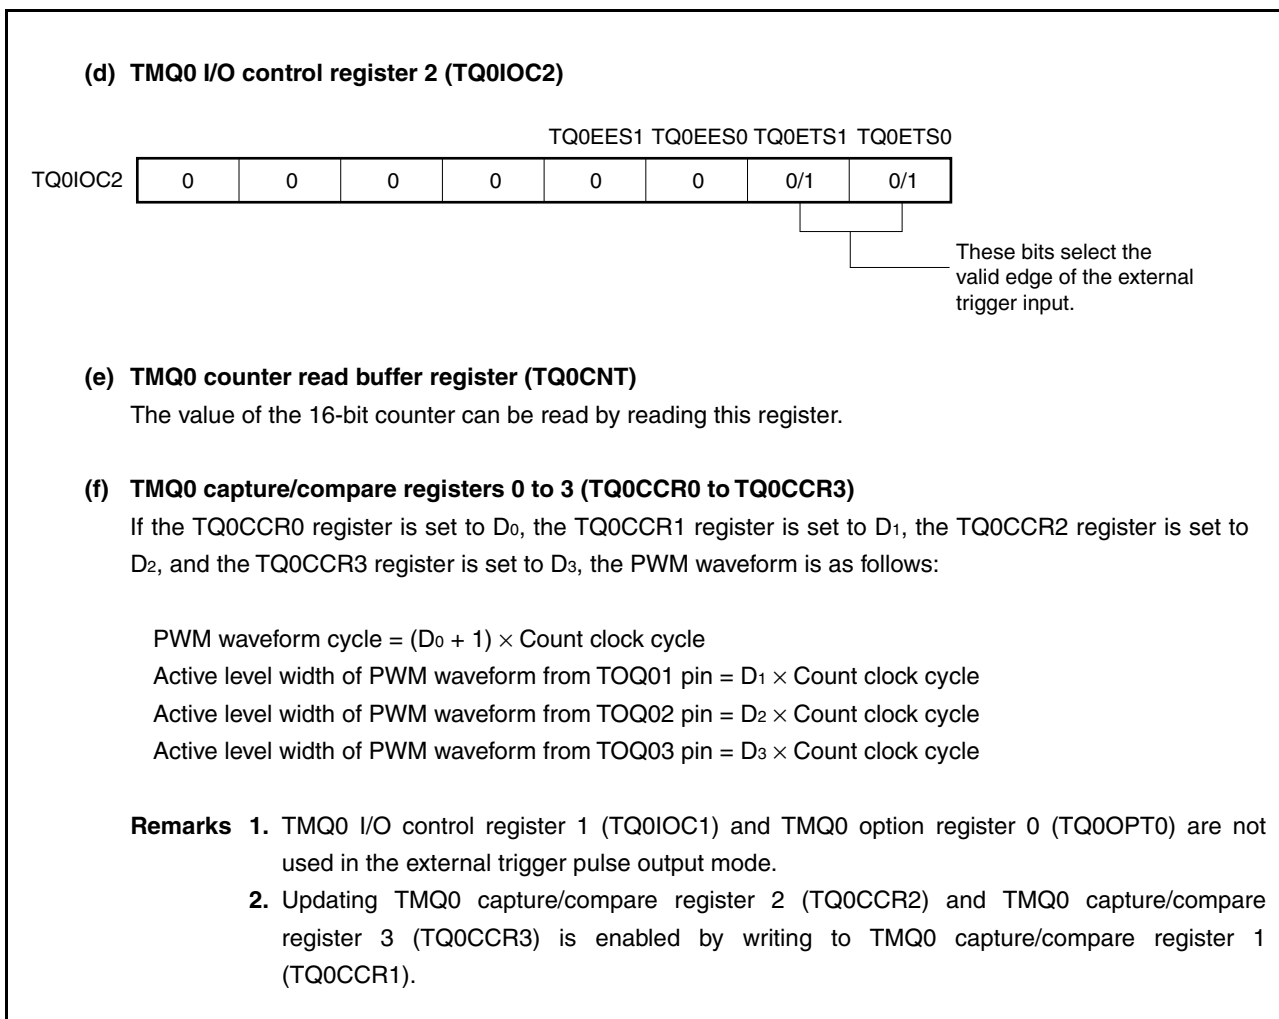 (d) TMQ0 I/O control register 2 (TQ0IOC2)
TQ0EES1 TQ0EES0 TQ0ETS1 TQ0ETS0
TQ0IOC2 0 0 0 0 0 0 0/1 0/1
These bits select the
valid edge of the external
trigger input.
(e) TMQ0 counter read buffer register (TQ0CNT)
The value of the 16-bit counter can be read by reading this register.
(f) TMQ0 capture/compare registers 0 to 3 (TQ0CCR0 to TQ0CCR3)
If the TQ0CCR0 register is set to D0, the TQ0CCR1 register is set to D1, the TQ0CCR2 register is set to
D2, and the TQ0CCR3 register is set to D3, the PWM waveform is as follows:
PWM waveform cycle = (D0 + 1) × Count clock cycle
Active level width of PWM waveform from TOQ01 pin = D1 × Count clock cycle
Active level width of PWM waveform from TOQ02 pin = D2 × Count clock cycle
Active level width of PWM waveform from TOQ03 pin = D3 × Count clock cycle
Remarks 1. TMQ0 I/O control register 1 (TQ0IOC1) and TMQ0 option register 0 (TQ0OPT0) are not
used in the external trigger pulse output mode.
2. Updating TMQ0 capture/compare register 2 (TQ0CCR2) and TMQ0 capture/compare
register 3 (TQ0CCR3) is enabled by writing to TMQ0 capture/compare register 1
(TQ0CCR1).